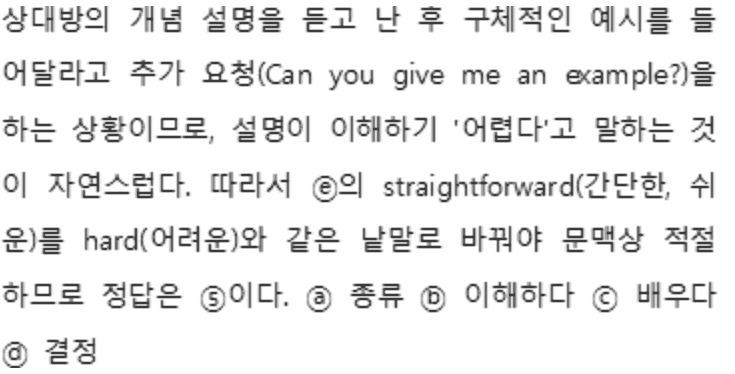 상대방의 개념 설명을 듣고 난 후 구체적인 예시를 들
어달라고 추가 요청(Can you give me an example?)을
하는 상황이므로, 설명이 이해하기 '어렵다'고 말하는 것
이 자연스럽다. 따라서 ⓔ의 straightforward(간단한, 쉬
운)를 hard(어려운)와 같은 낱말로 바꿔야 문맥상 적절
하므로 정답은 ⑤이다. ⓐ 종류 ⓑ 이해하다 ⓒ 배우다
ⓓ 결정